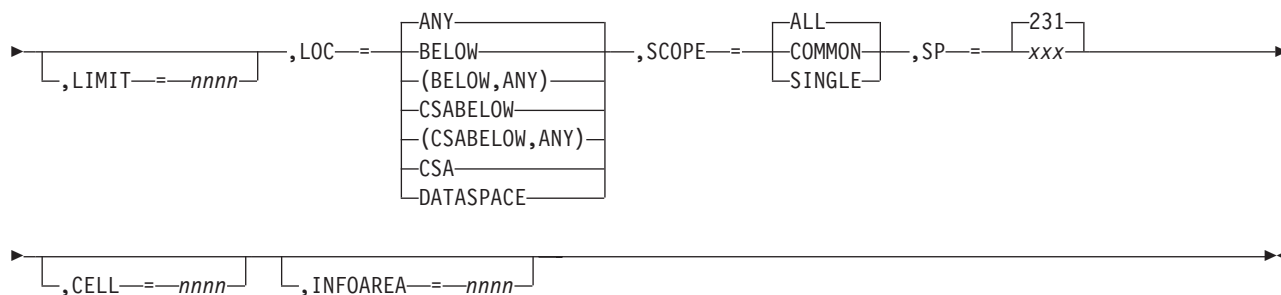 ANY ALL 231
,LOC = BELOW ,SCOPE = COMMON ,SP = xxx
,LIMIT = nnnn (BELOW,ANY) SINGLE
CSABELOW
(CSABELOW,ANY)
CSA
DATASPACE
,CELL = nnnn ,INFOAREA = nnnn